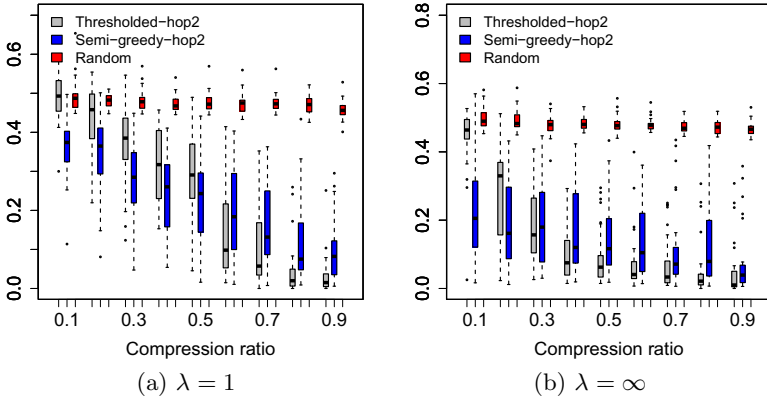 Thresholded-hop2
Semi-greedy-hop2
Random
0.0 0.2 0.4 0.6
0.1 0.3 0.5 0.7 0.9
Compression ratio
(a) λ = 1
Thresholded-hop2
Semi-greedy-hop2
Random
0.0 0.2 0.4 0.6 0.8
0.1 0.3 0.5 0.7 0.9
Compression ratio
(b) λ = ∞